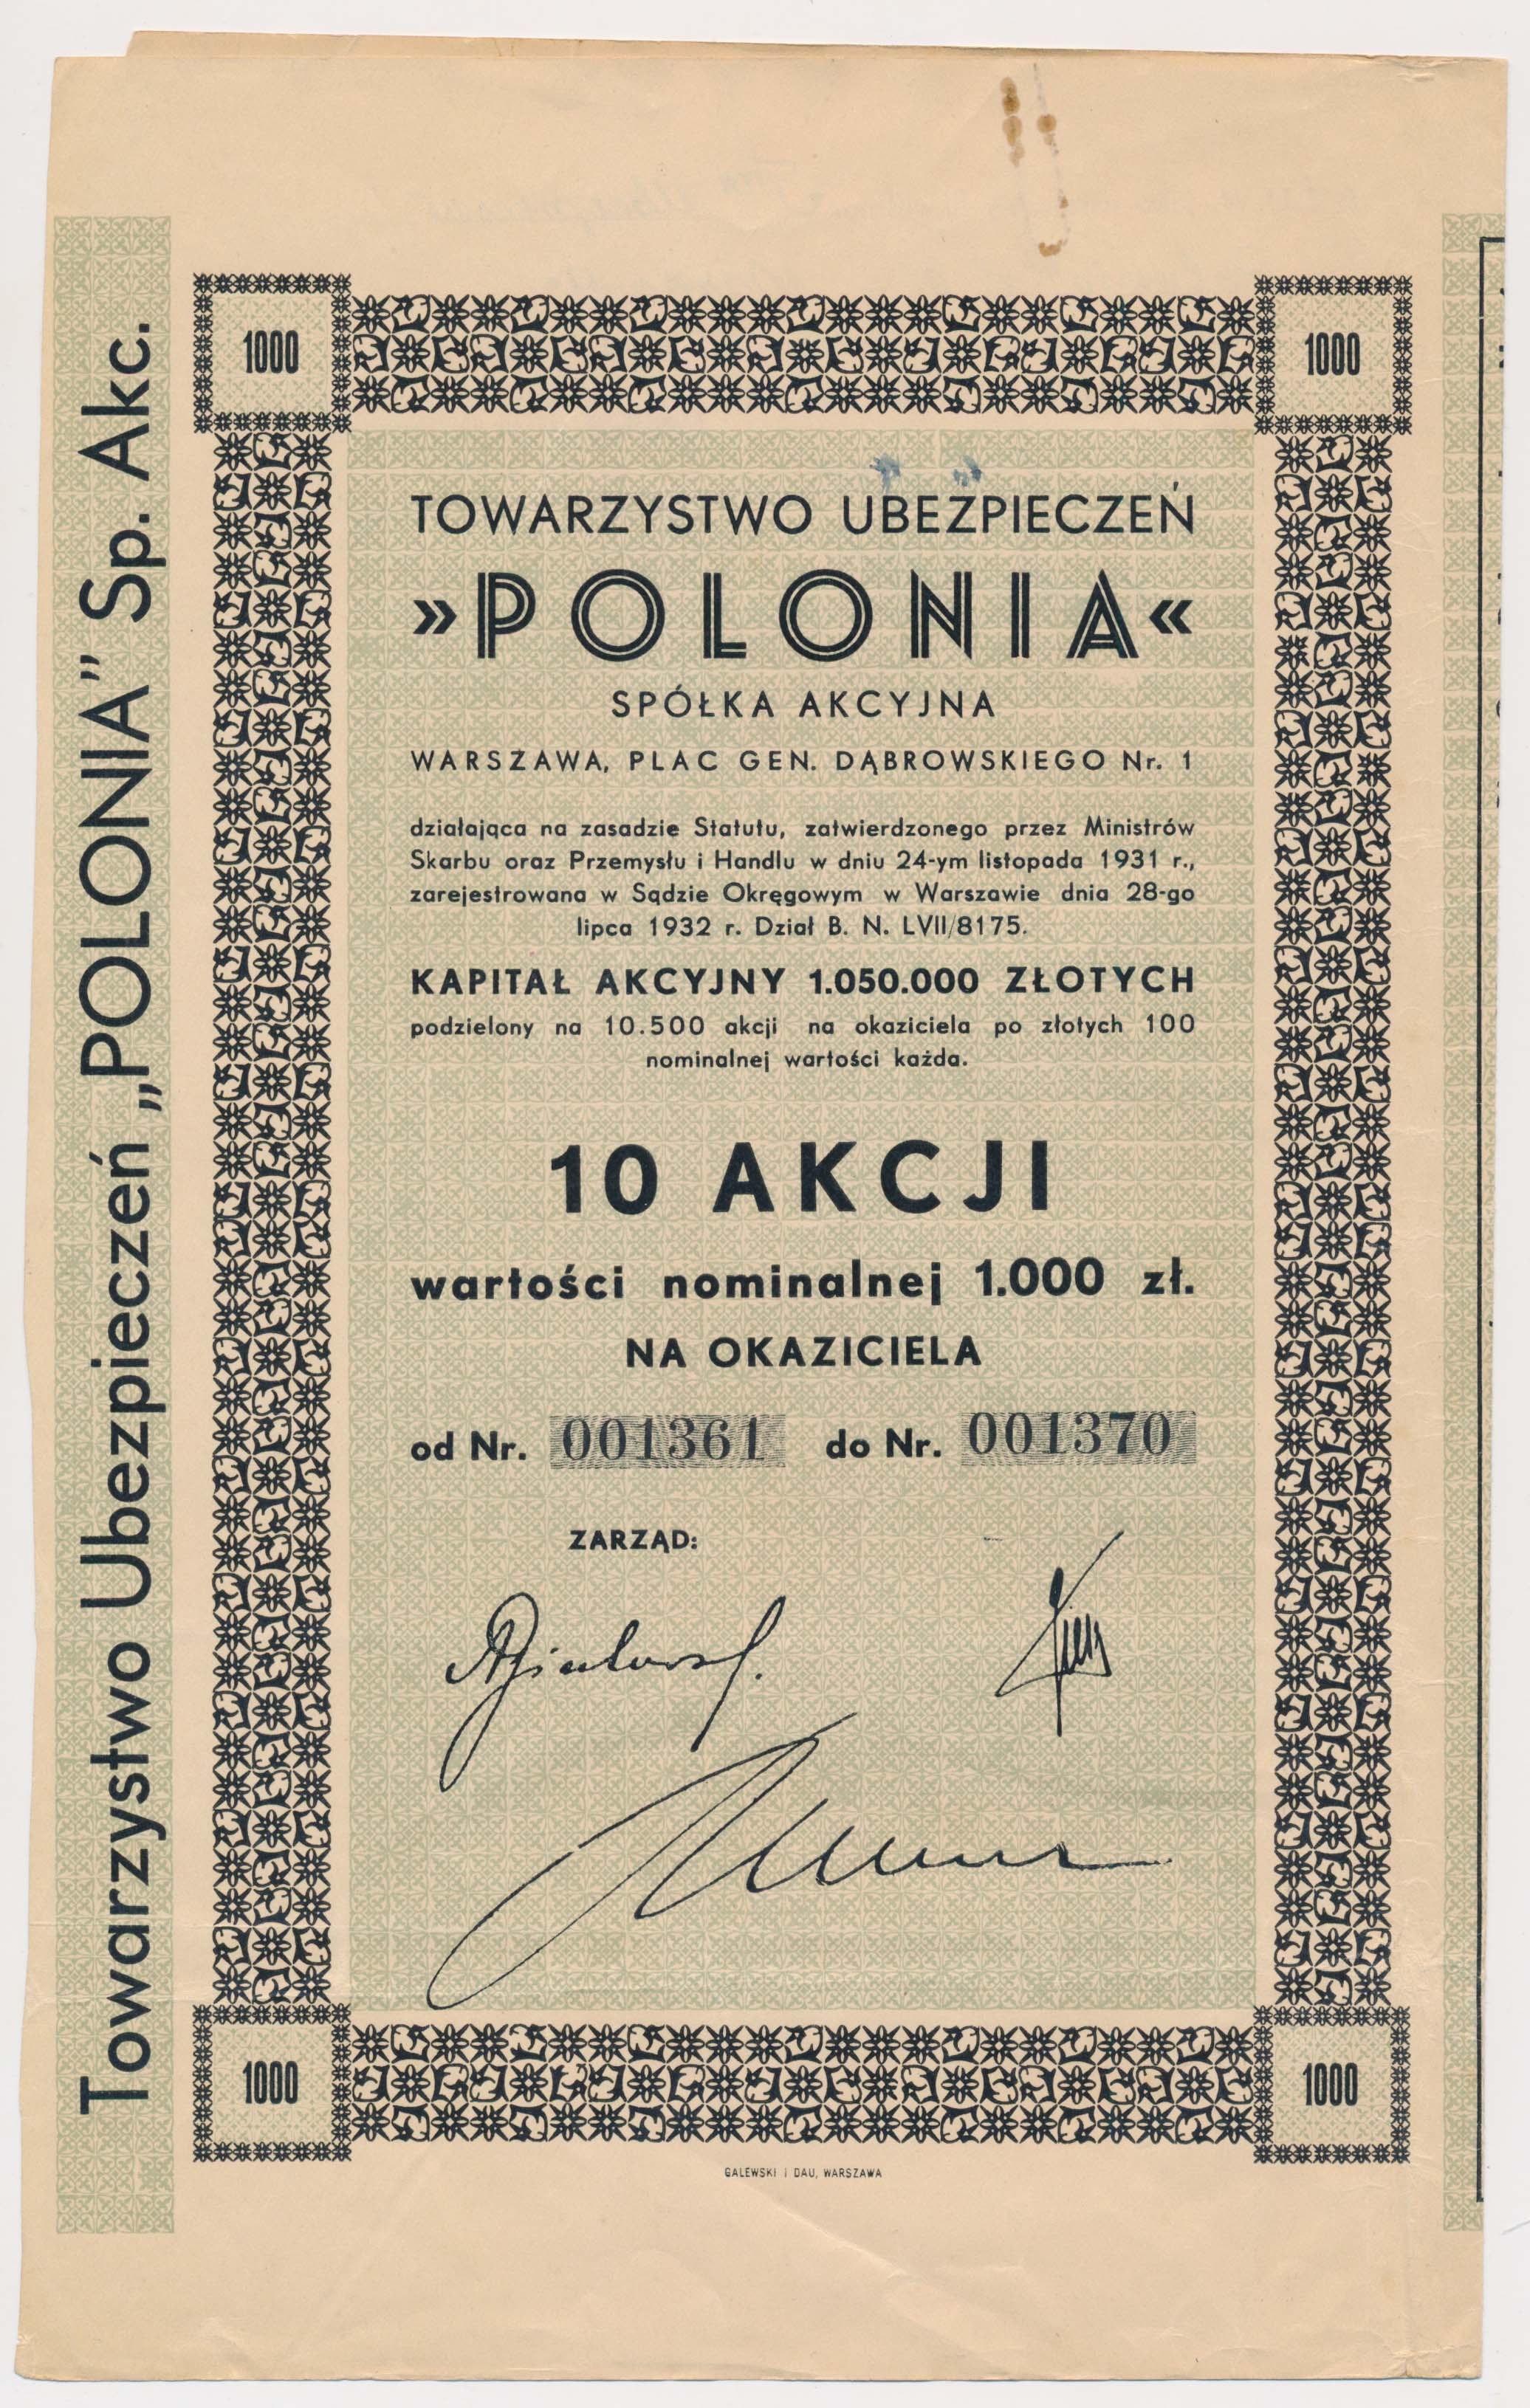 Towarzystwo Ubezpieczeń „POLONIA” Sp. Akc.
1000
1000
TOWARZYSTWO UBEZPIECZEŃ
»POLONIA«
SPÓŁKA AKCYJNA
WARSZAWA, PLAC GEN. DĄBROWSKIEGO Nr. 1
działająca na zasadzie Statutu, zatwierdzonego przez Ministrów
Skarbu oraz Przemysłu i Handlu w dniu 24-ym listopada 1931 r.,
zarejestrowana w Sądzie Okręgowym w Warszawie dnia 28-go
lipca 1932 r. Dział B. N. LVII/8175.
KAPITAŁ AKCYJNY 1.050.000 ZŁOTYCH
podzielony na 10.500 akcji na okaziciela po złotych 100
nominalnej wartości każda.
10 AKCJI
wartości nominalnej 1.000 zł.
NA OKAZICIELA
od Nr. 001361 do Nr. 001370
ZARZĄD:
1000
1000
GALEWSKI I DAU, WARSZAWA